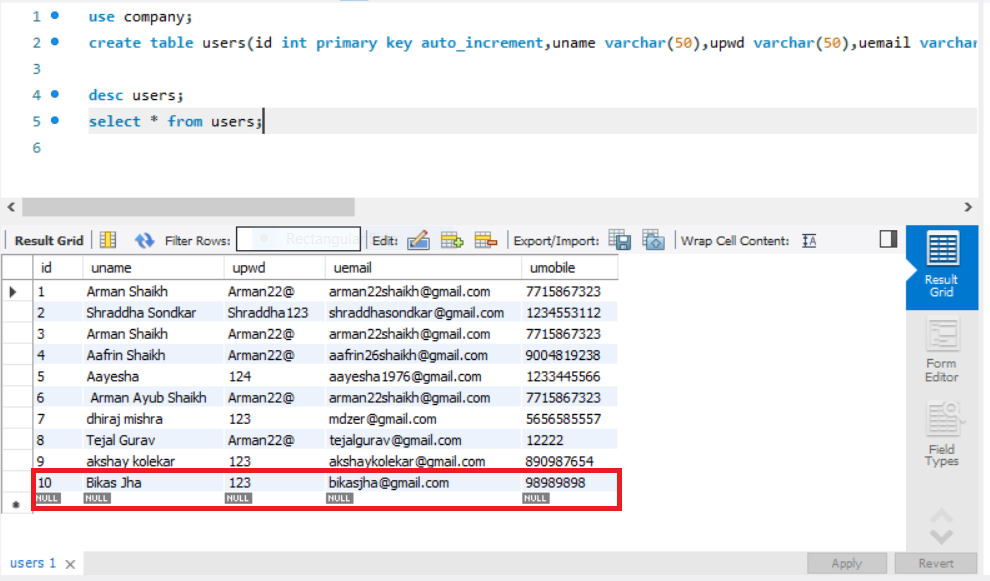 1 use company;
2 create table users(id int primary key auto_increment,uname varchar(50),upwd varchar(50),uemail varchar
3
4 desc users;
5 select * from users;
6
Result Grid Filter Rows: Rectangular Edit: Export/Import: Wrap Cell Content: IA
id uname upwd uemail umobile
1 Arman Shaikh Arman22@ arman22shaikh@gmail.com 7715867323
2 Shraddha Sondkar Shraddha123 shraddhasondkar@gmail.com 1234553112
3 Arman Shaikh Arman22@ arman22shaikh@gmail.com 7715867323
4 Aafrin Shaikh Arman22@ aafrin26shaikh@gmail.com 9004819238
5 Aayesha 124 aayesha1976@gmail.com 1233445566
6 Arman Ayub Shaikh Arman22@ arman22shaikh@gmail.com 7715867323
7 dhiraj mishra 123 mdzer@gmail.com 5656585557
8 Tejal Gurav Arman22@ tejalgurav@gmail.com 12222
9 akshay kolekar 123 akshaykolekar@gmail.com 890987654
10 Bikas Jha 123 bikasjha@gmail.com 98989898
NULL NULL NULL NULL NULL
Result
Grid
Form
Editor
Field
Types
users 1 Apply Revert